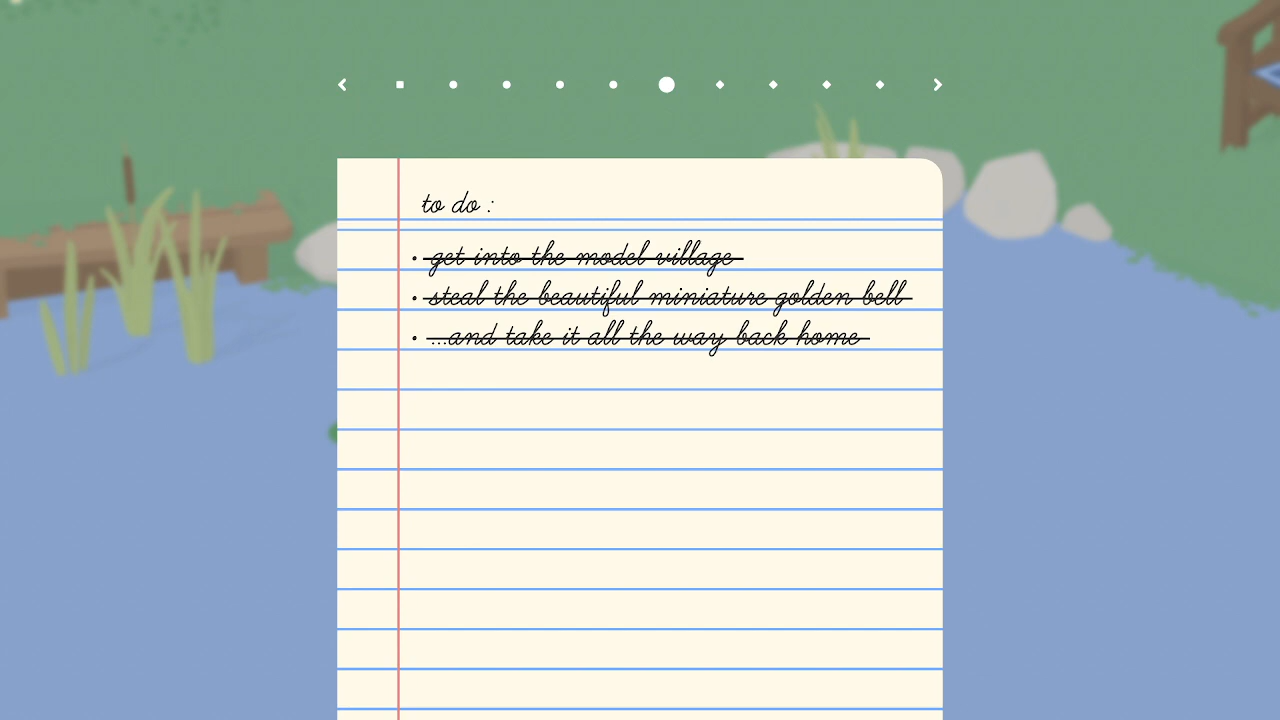 to do :
• get into the model village
• steal the beautiful miniature golden bell
• ...and take it all the way back home